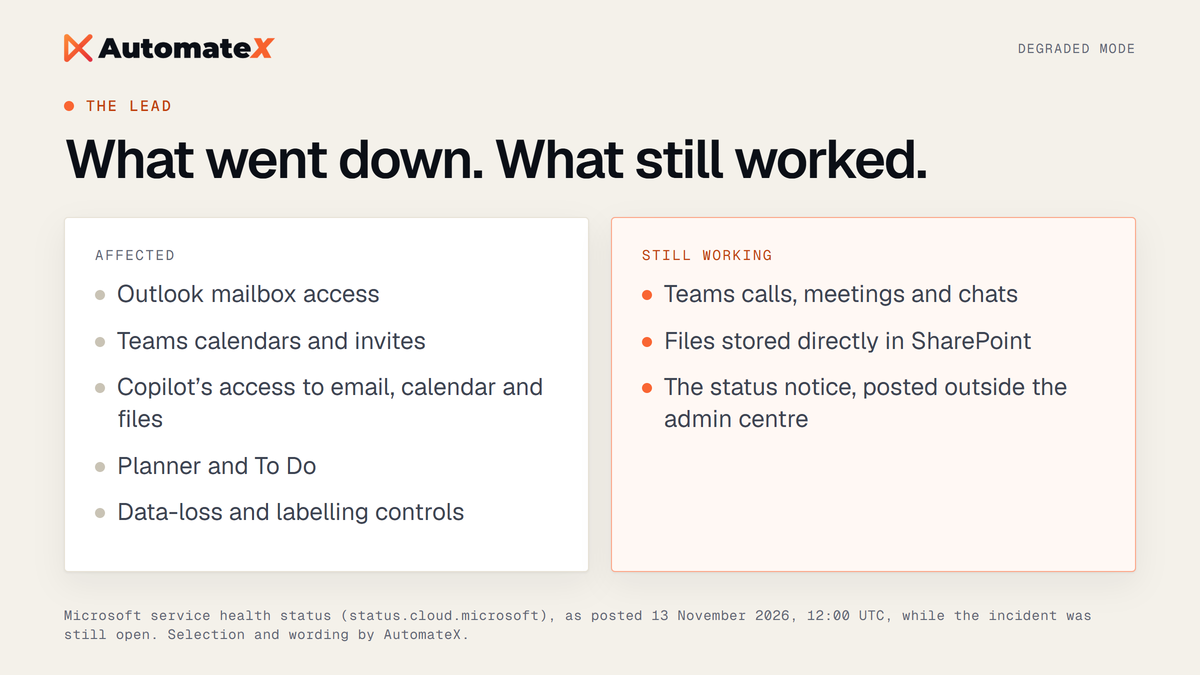 AutomateX
DEGRADED MODE
THE LEAD
What went down. What still worked.
AFFECTED
Outlook mailbox access
Teams calendars and invites
Copilot’s access to email, calendar and
files
Planner and To Do
Data-loss and labelling controls
STILL WORKING
Teams calls, meetings and chats
Files stored directly in SharePoint
The status notice, posted outside the
admin centre
Microsoft service health status (status.cloud.microsoft), as posted 13 November 2026, 12:00 UTC, while the incident was
still open. Selection and wording by AutomateX.